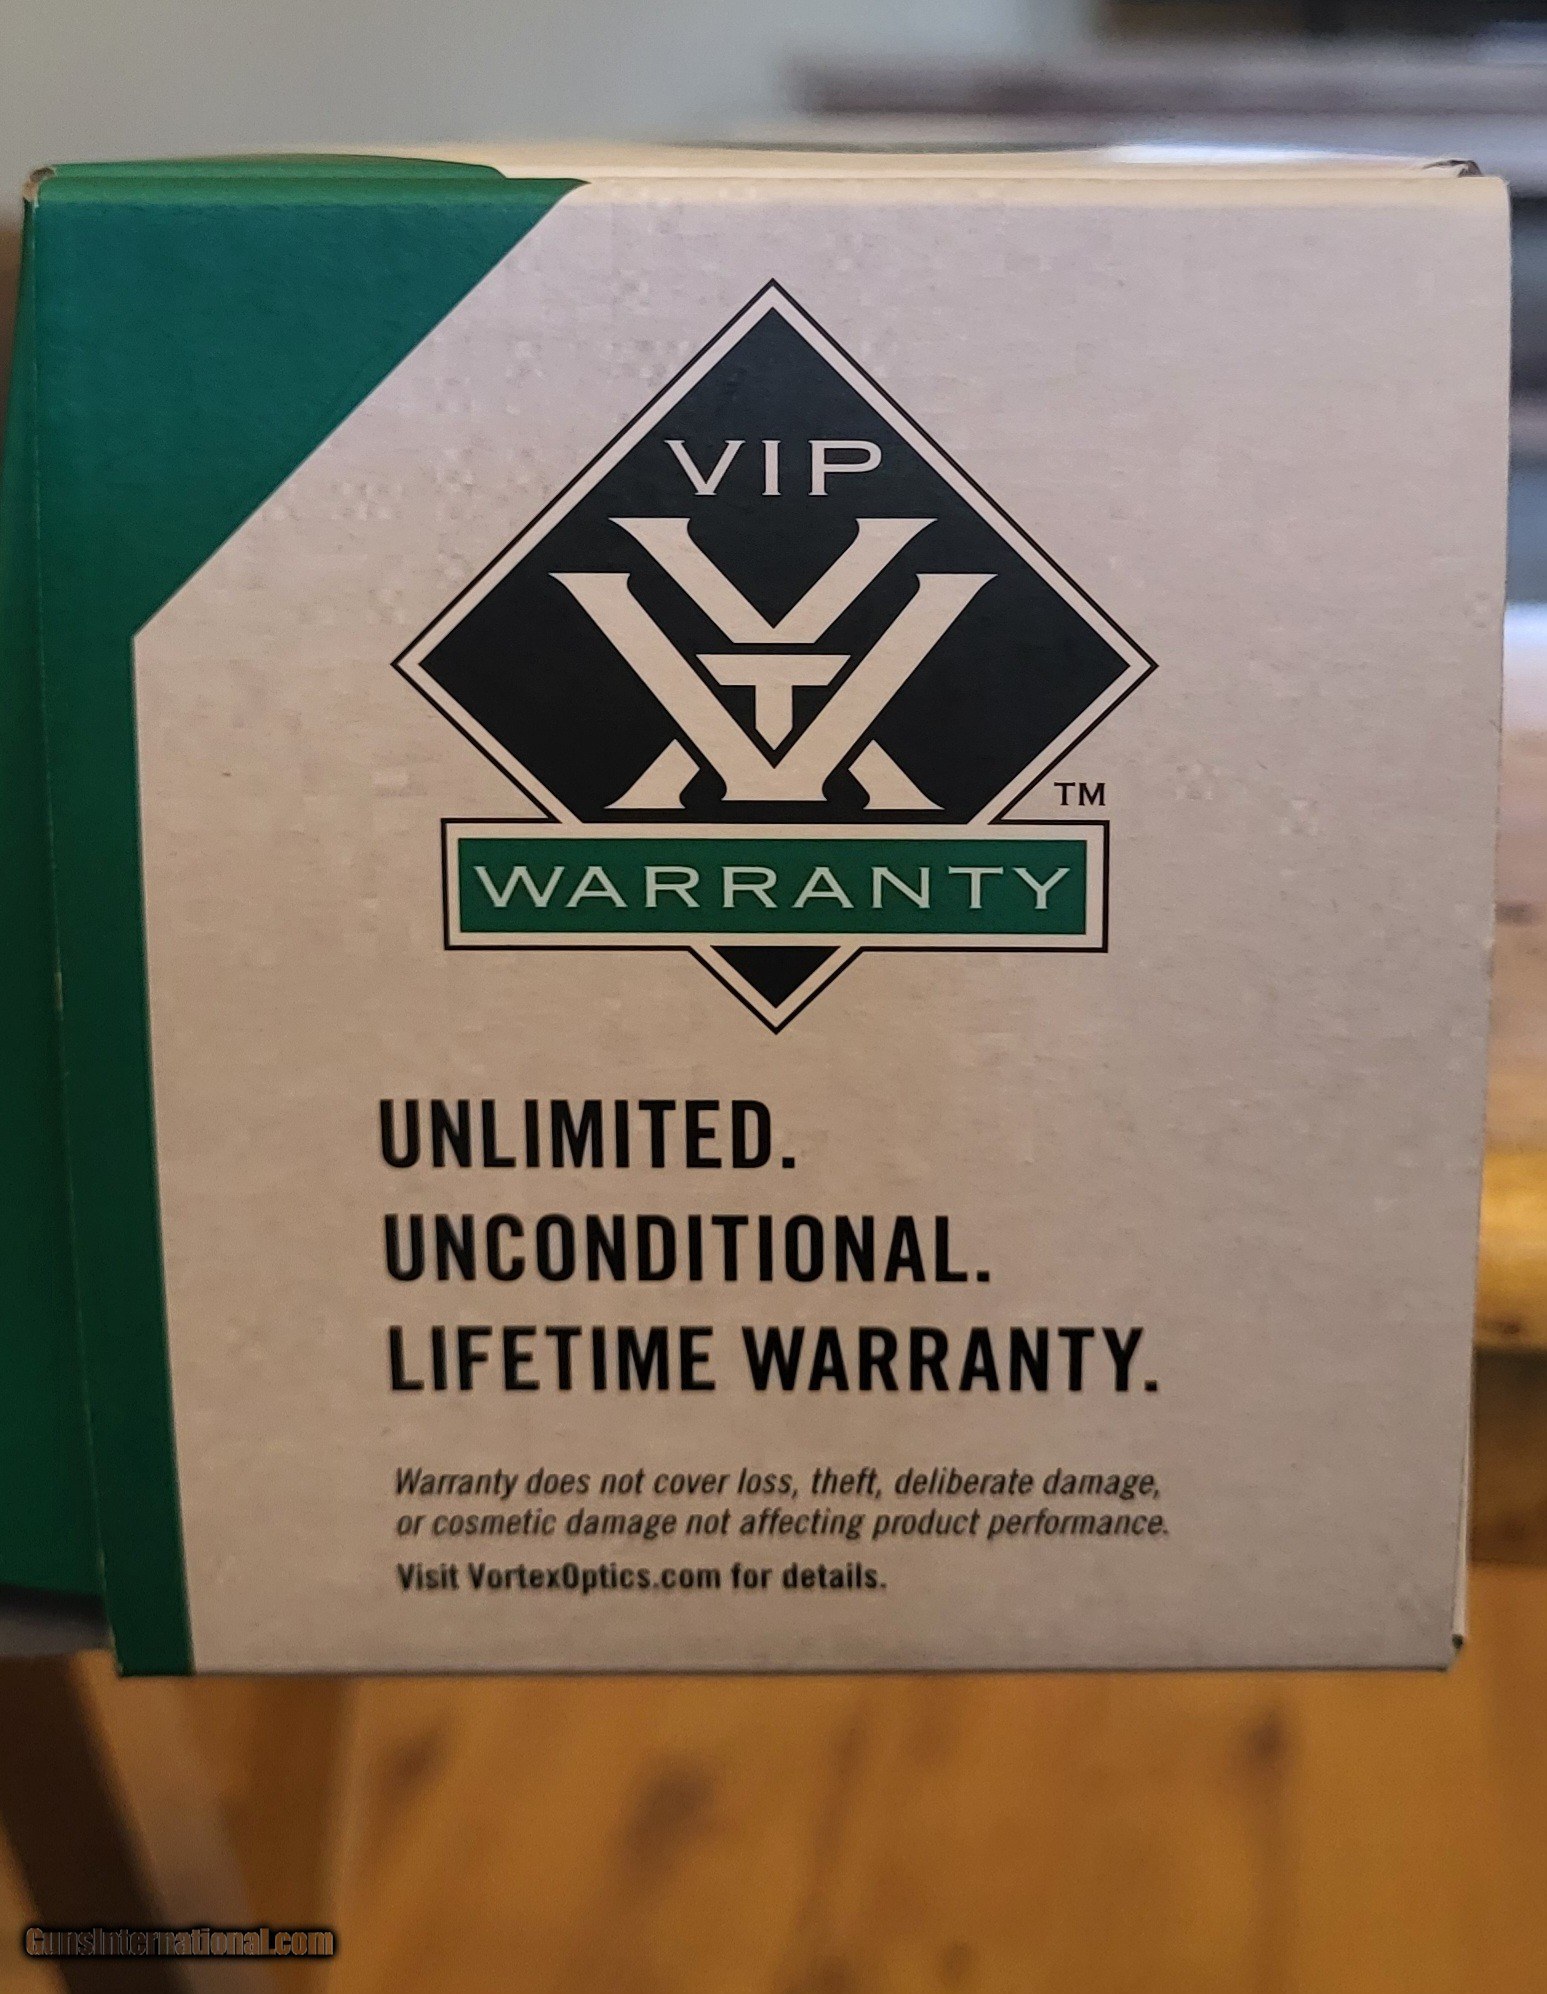 VIP
VT
TM
WARRANTY
UNLIMITED.
UNCONDITIONAL.
LIFETIME WARRANTY.
Warranty does not cover loss, theft, deliberate damage,
or cosmetic damage not affecting product performance.
Visit VortexOptics.com for details.
GunsInternational.com